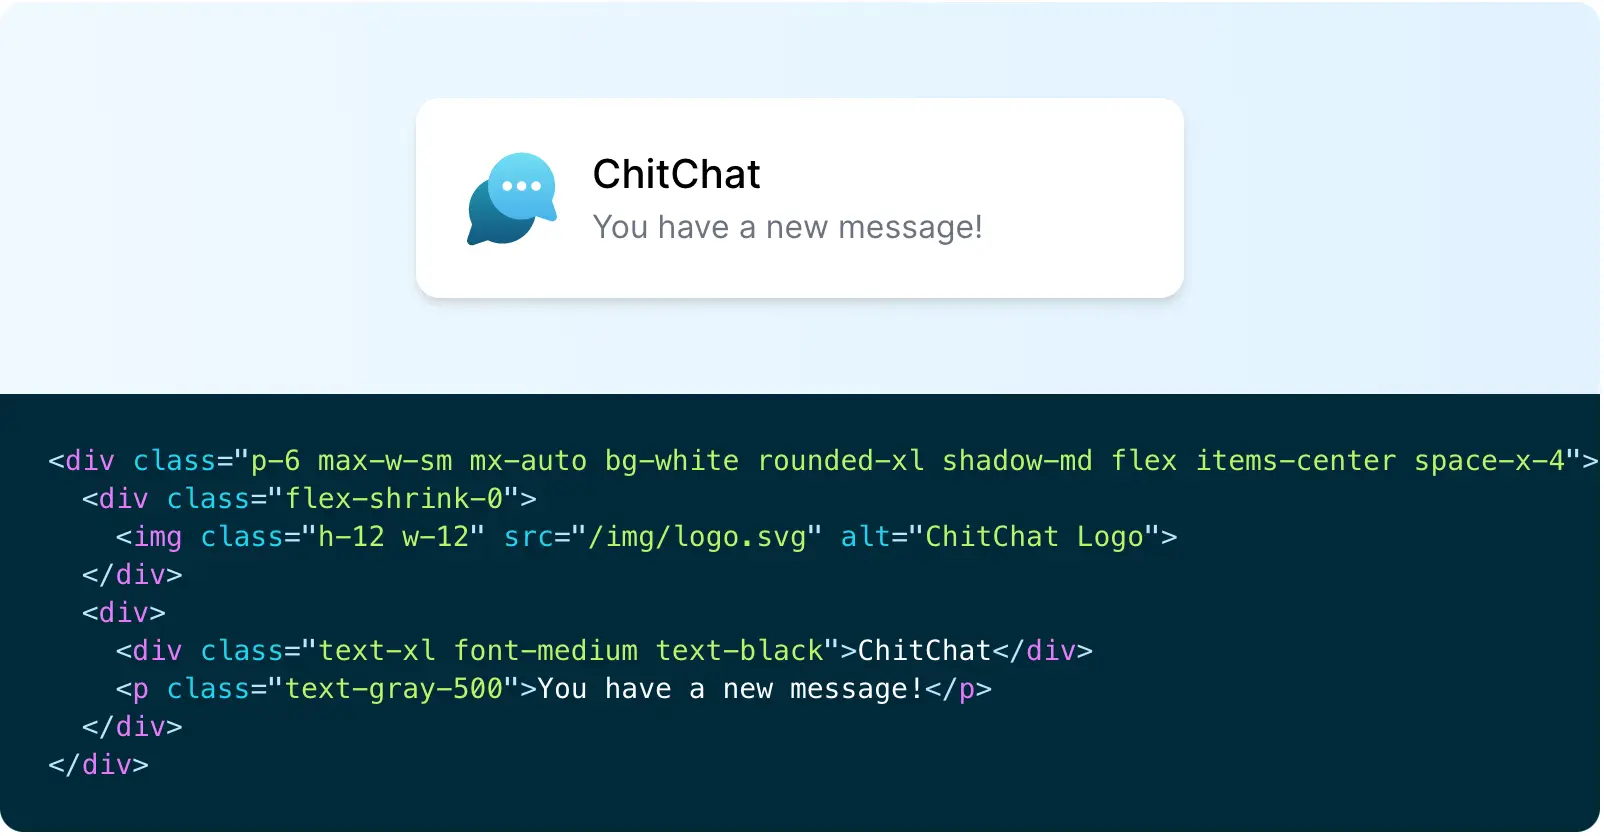 ChitChat
You have a new message!
<div class="p-6 max-w-sm mx-auto bg-white rounded-xl shadow-md flex items-center space-x-4">
  <div class="flex-shrink-0">
    <img class="h-12 w-12" src="/img/logo.svg" alt="ChitChat Logo">
  </div>
  <div>
    <div class="text-xl font-medium text-black">ChitChat</div>
    <p class="text-gray-500">You have a new message!</p>
  </div>
</div>